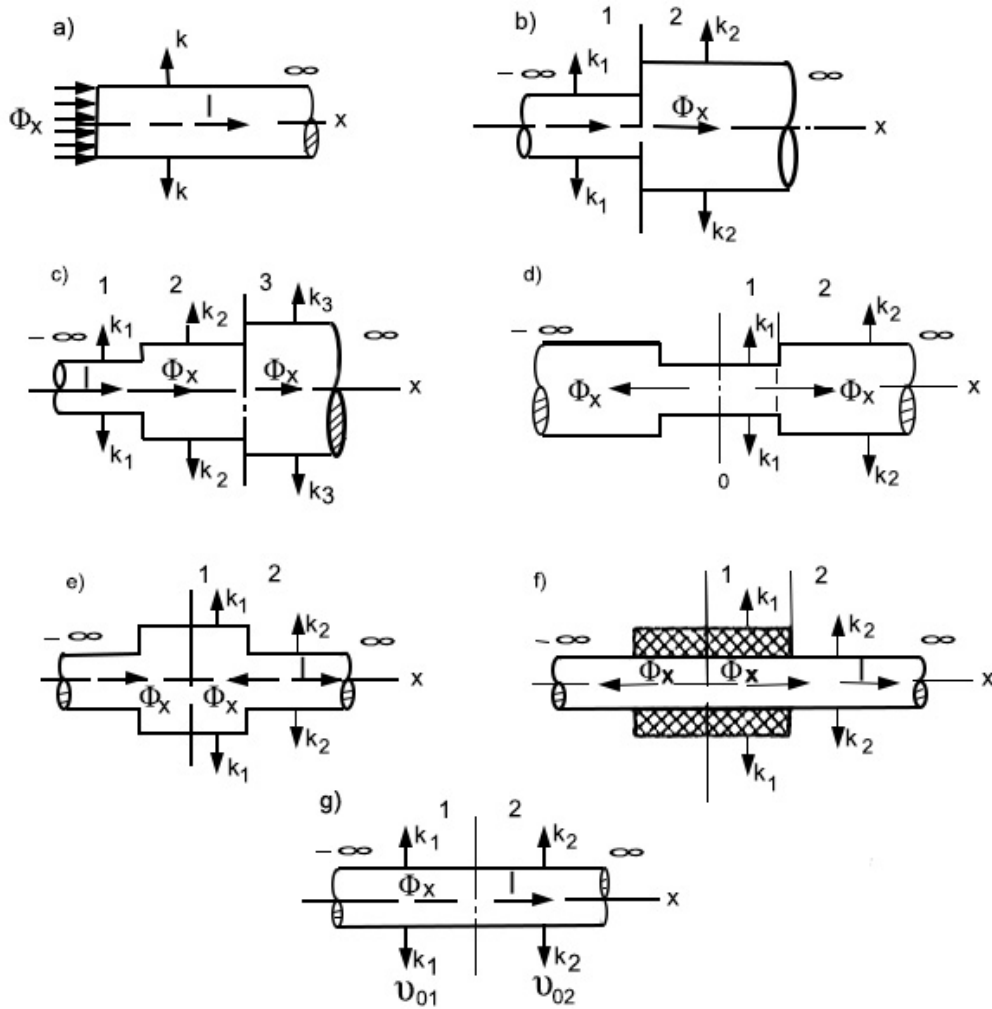 a)
k
∞
Φx
I
x
k
b)
1 2
k1
k2
– ∞
∞
Φx
x
k1
k2
c)
1 2 3
k1
k2
k3
– ∞
∞
I
Φx
Φx
x
k1
k2
k3
d)
1 2
k1
k2
– ∞
∞
Φx
Φx
x
k1
k2
0
e)
1 2
k1
k2
– ∞
∞
I
x
Φx
Φx
k2
k1
f)
1 2
k1
k2
– ∞
∞
Φx
Φx
I
x
k2
k1
g)
1 2
k1
k2
– ∞
∞
Φx
I
x
k1
k2
υ01
υ02